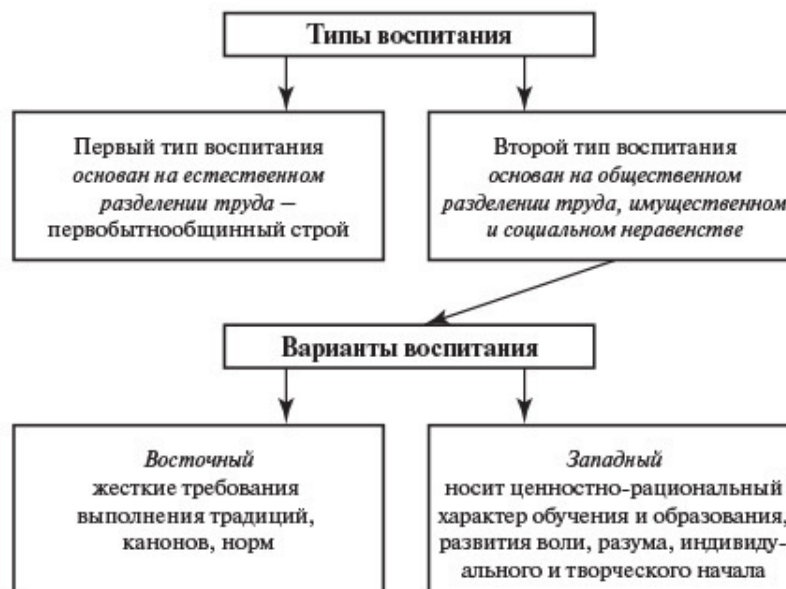 Типы воспитания
Первый тип воспитания
основан на естественном
разделении труда –
первобытнообщинный строй
Второй тип воспитания
основан на общественном
разделении труда, имущественном
и социальном неравенстве
Варианты воспитания
Восточный
жесткие требования
выполнения традиций,
канонов, норм
Западный
носит ценностно-рациональный
характер обучения и образования,
развития воли, разума, индивиду-
ального и творческого начала